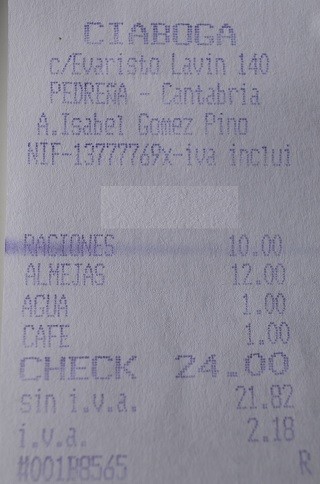 CIABOGA
c/Evaristo Lavin 140
PEDREÑA - Cantabria
A.Isabel Gomez Pino
NIF-13777769x-iva inclui
RACIONES 10.00
ALMEJAS 12.00
AGUA 1.00
CAFE 1.00
CHECK 24.00
sin i.v.a. 21.82
i.v.a. 2.18
#001B8565 R